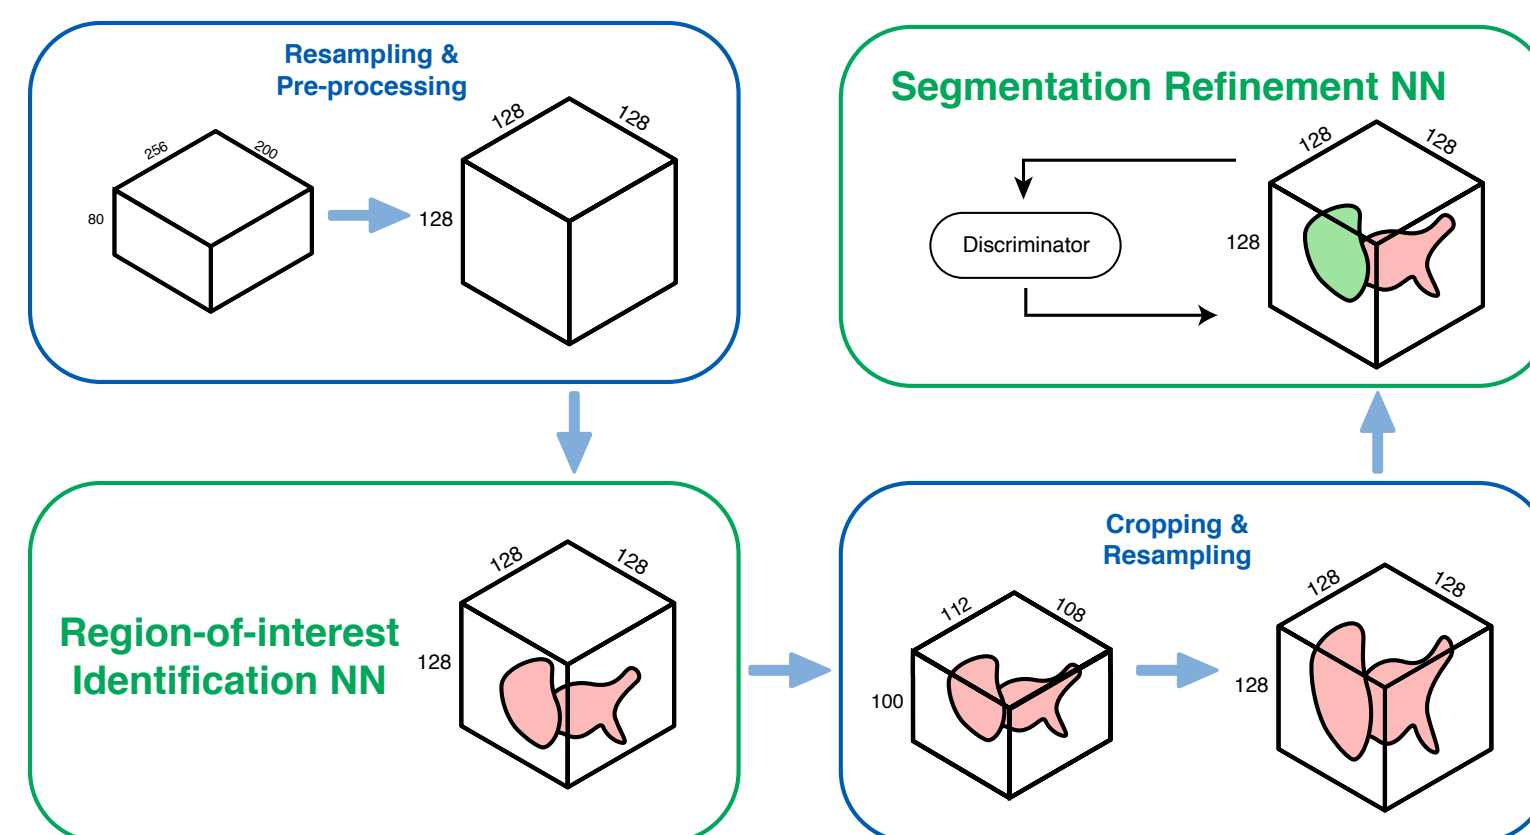 Resampling &
Pre-processing
256
200
80
128
128
128
Region-of-interest
Identification NN
128
128
128
Cropping &
Resampling
112
108
100
128
128
128
Segmentation Refinement NN
Discriminator
128
128
128